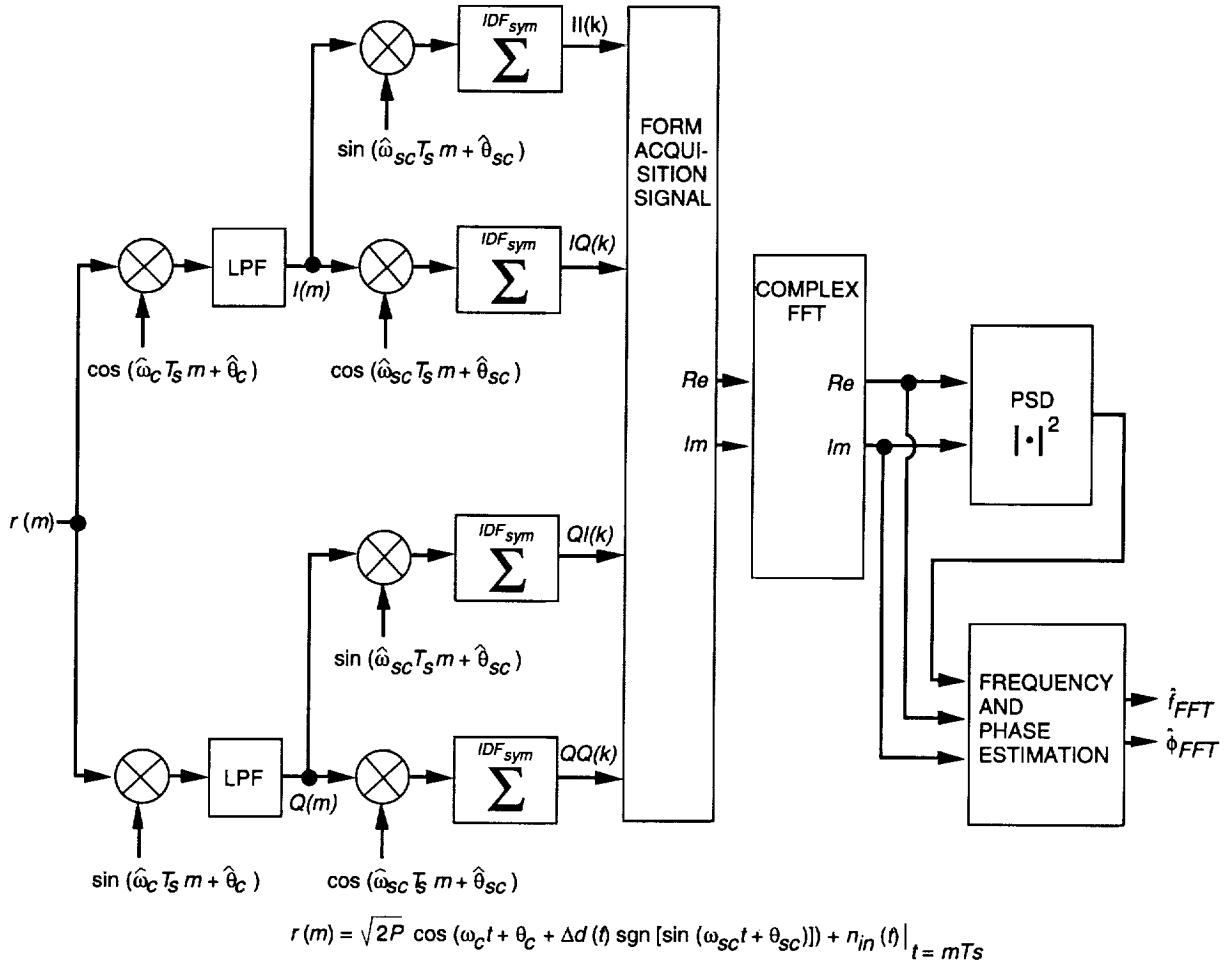 IDF_sym
Σ
II(k)
sin (ω̂_sc T_s m + θ̂_sc)
FORM
ACQUI-
SITION
SIGNAL
IDF_sym
Σ
IQ(k)
LPF
I(m)
cos (ω̂_c T_s m + θ̂_c)
cos (ω̂_sc T_s m + θ̂_sc)
COMPLEX
FFT
Re
Re
Im
Im
PSD
|•|²
r (m)
IDF_sym
Σ
QI(k)
sin (ω̂_sc T_s m + θ̂_sc)
FREQUENCY
AND
PHASE
ESTIMATION
f̂_FFT
ϕ̂_FFT
IDF_sym
Σ
QQ(k)
LPF
Q(m)
sin (ω̂_c T_s m + θ̂_c)
cos (ω̂_sc T_s m + θ̂_sc)
r (m) = √2P cos (ω_c t + θ_c + Δd (t) sgn [sin (ω_sc t + θ_sc)]) + n_in (t)|_t = mTs